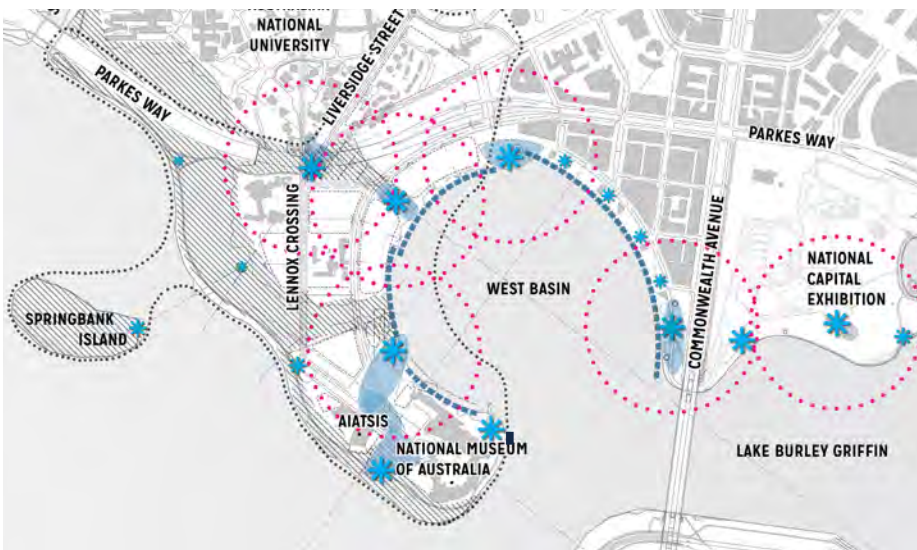 AUSTRALIAN
NATIONAL
UNIVERSITY
LIVERSIDGE STREET
PARKES WAY
PARKES WAY
LENNOX CROSSING
COMMONWEALTH AVENUE
WEST BASIN
NATIONAL
CAPITAL
EXHIBITION
SPRINGBANK
ISLAND
AIATSIS
NATIONAL MUSEUM
OF AUSTRALIA
LAKE BURLEY GRIFFIN